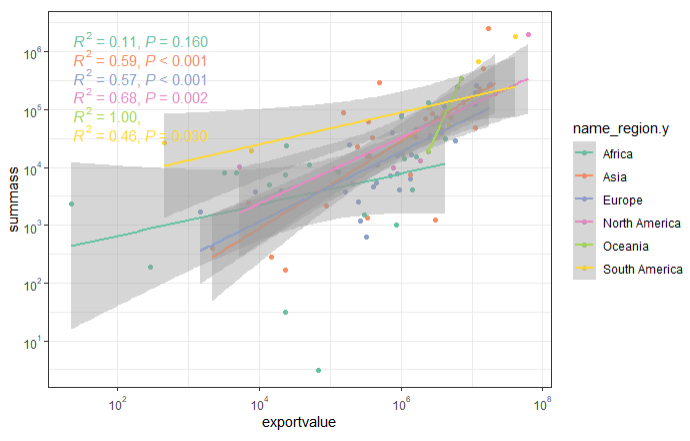 R² = 0.11, P = 0.160
R² = 0.59, P < 0.001
R² = 0.57, P < 0.001
R² = 0.68, P = 0.002
R² = 1.00,
R² = 0.46, P = 0.030
10⁶
10⁵
10⁴
10³
10²
10¹
summass
10² 10⁴ 10⁶ 10⁸
exportvalue
name_region.y
Africa
Asia
Europe
North America
Oceania
South America